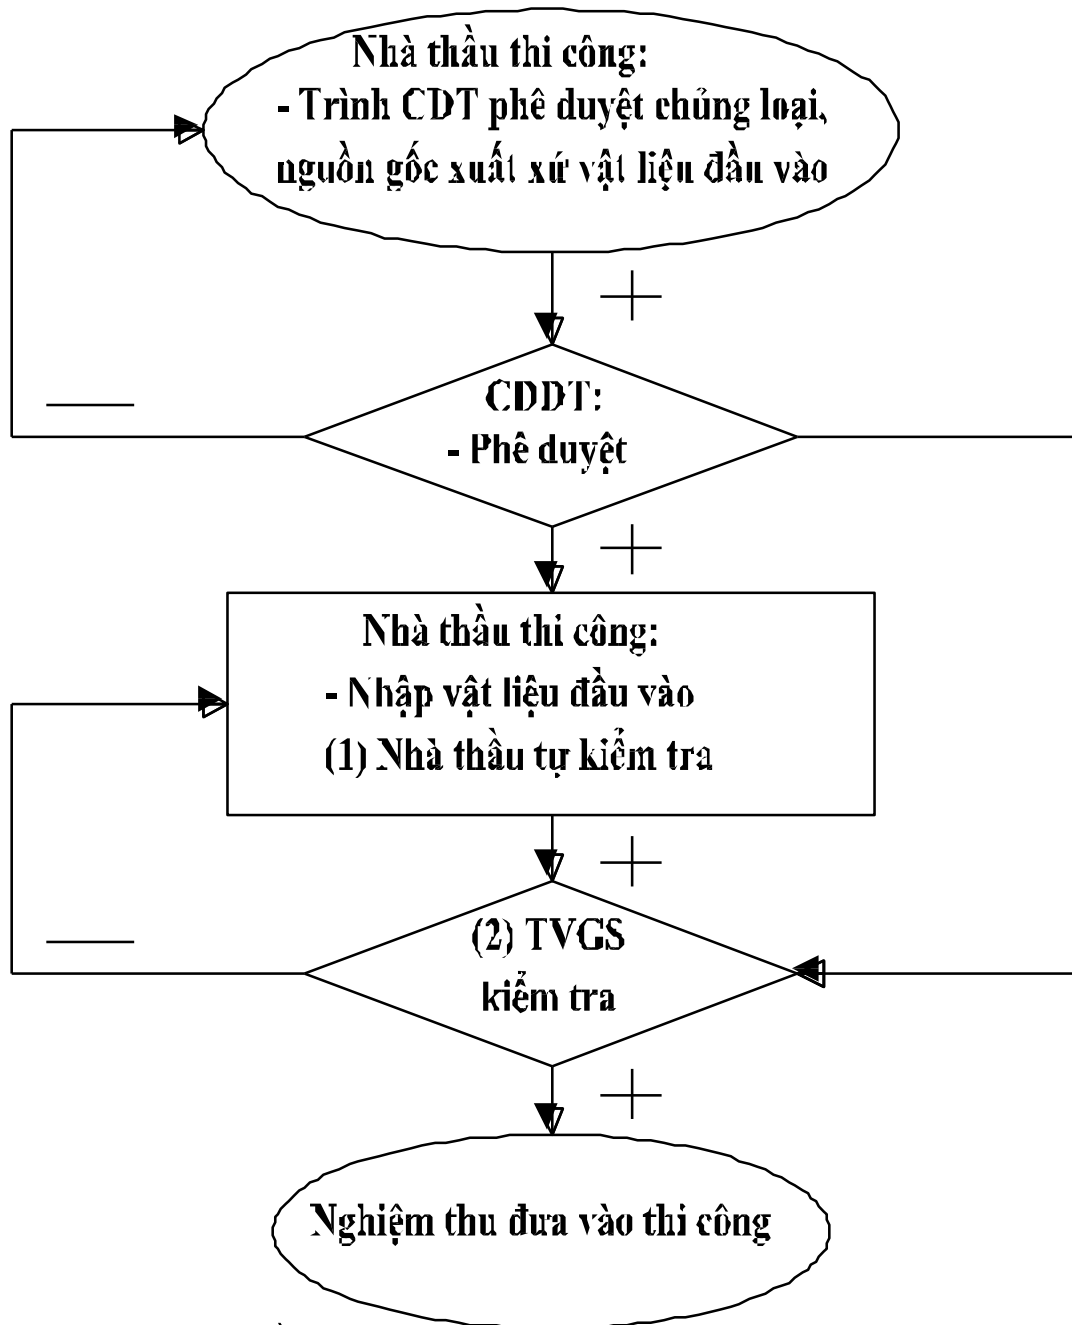 Nhà thầu thi công:
- Trình CDT phê duyệt chủng loại,
nguồn gốc xuất xứ vật liệu đầu vào
CDDT:
- Phê duyệt
Nhà thầu thi công:
- Nhập vật liệu đầu vào
(1) Nhà thầu tự kiểm tra
(2) TVGS
kiểm tra
Nghiệm thu đưa vào thi công